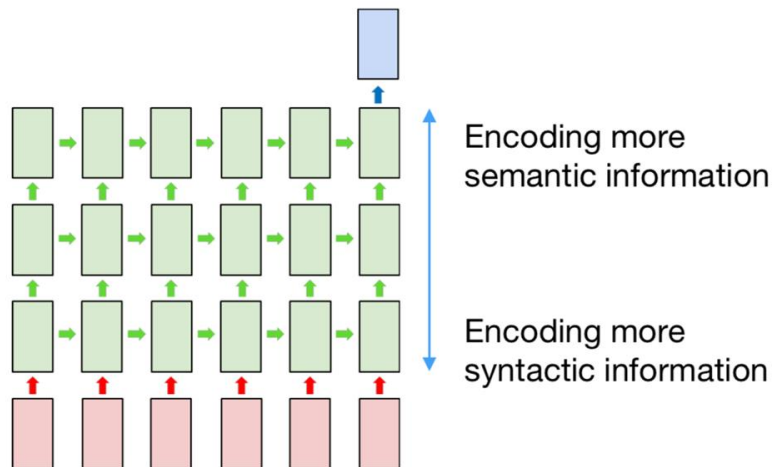 Encoding more
semantic information
Encoding more
syntactic information